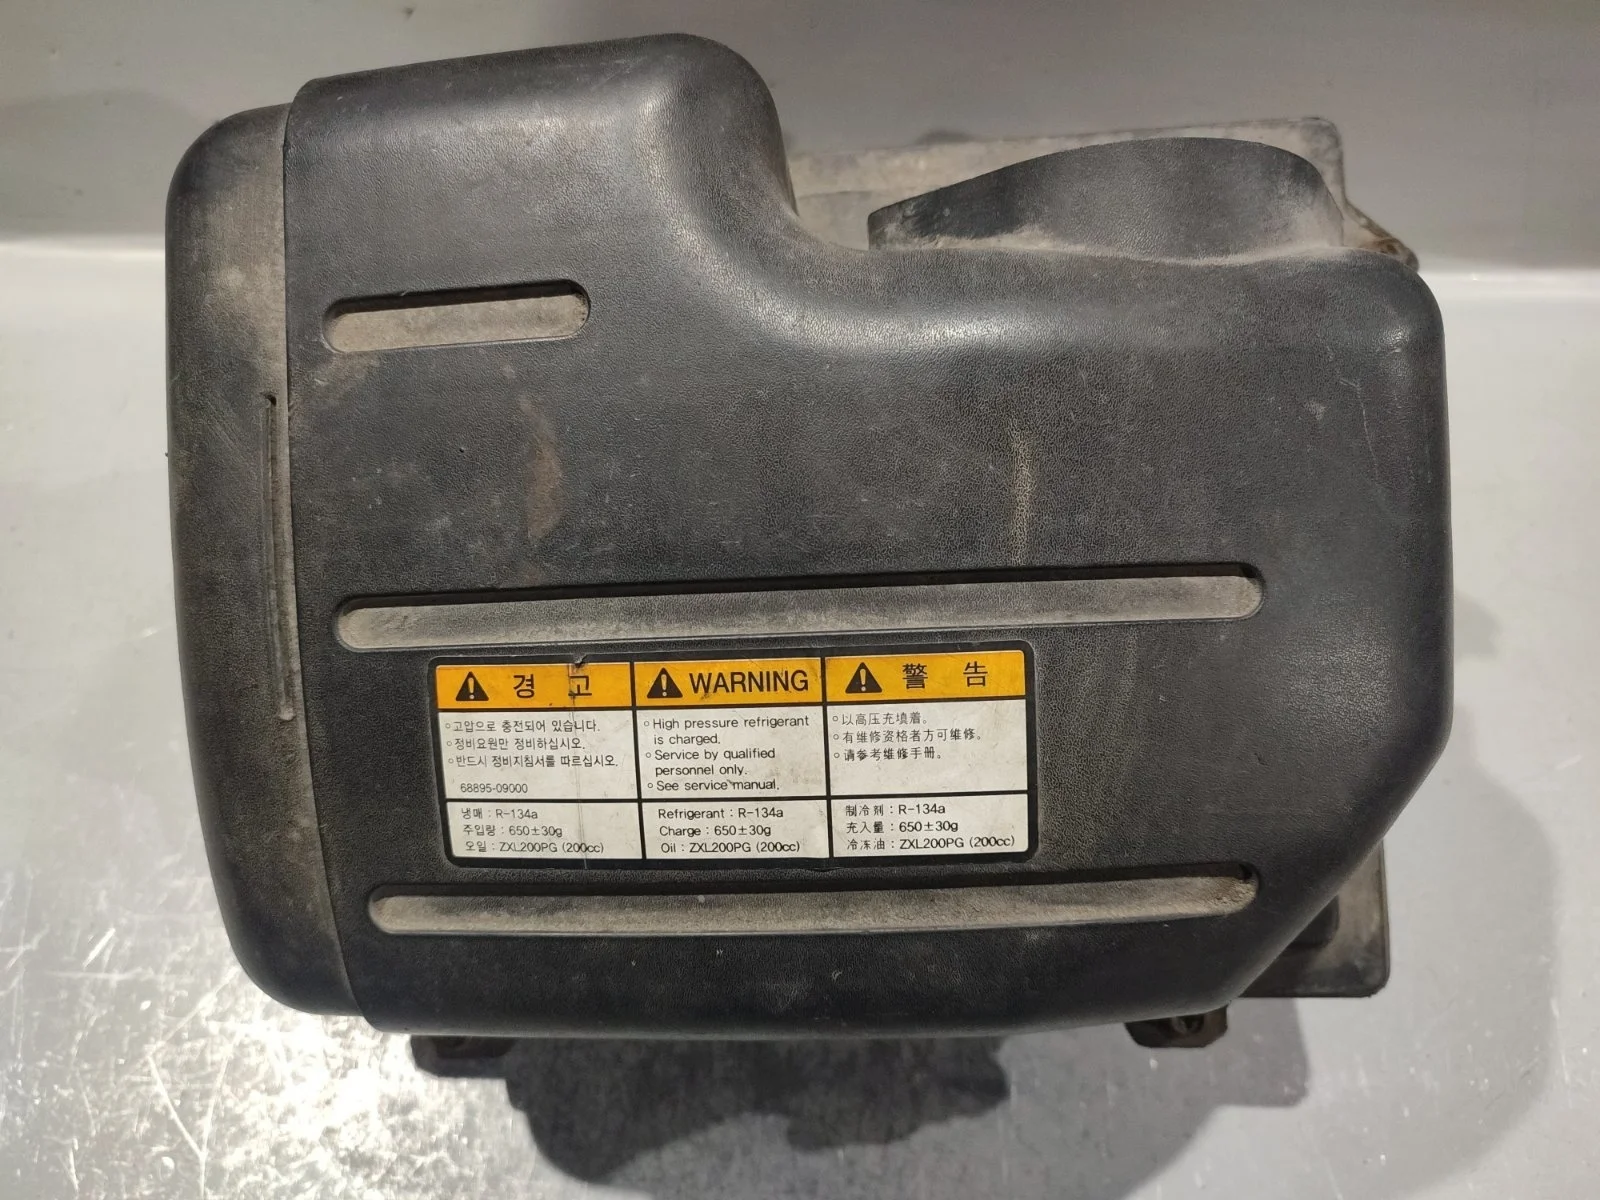 경 고
고압으로 충전되어 있습니다.
정비요원만 정비하십시오.
반드시 정비지침서를 따르십시오.
68895-09000
냉매 : R-134a
주입량 : 650±30g
오일 : ZXL200PG (200cc)
WARNING
High pressure refrigerant
is charged.
Service by qualified
personnel only.
See service manual.
Refrigerant : R-134a
Charge : 650±30g
Oil : ZXL200PG (200cc)
警 告
以高压充填着。
有维修资格者方可维修。
请参考维修手册。
制冷剂 : R-134a
充入量 : 650±30g
冷冻油 : ZXL200PG (200cc)